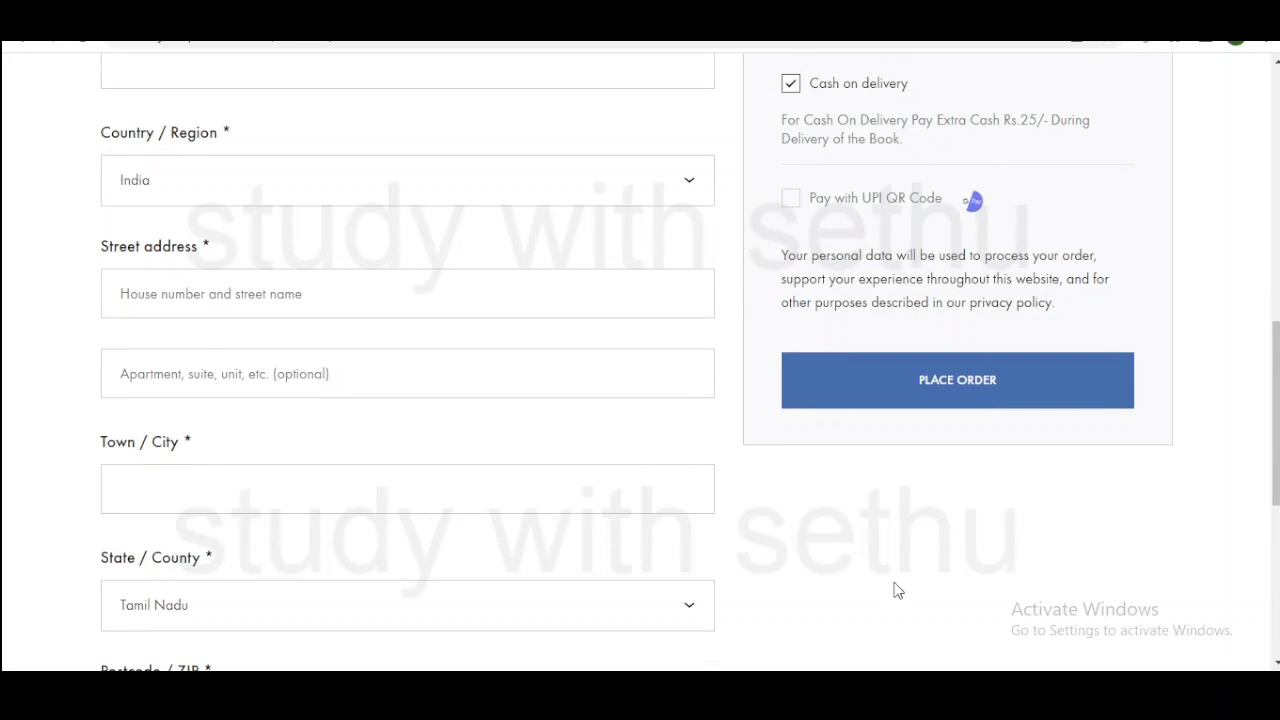 Country / Region *
India
Street address *
House number and street name
Apartment, suite, unit, etc. (optional)
Town / City *
State / County *
Tamil Nadu
Postcode / ZIP *
Cash on delivery
For Cash On Delivery Pay Extra Cash Rs.25/- During
Delivery of the Book.
Pay with UPI QR Code
Your personal data will be used to process your order,
support your experience throughout this website, and for
other purposes described in our privacy policy.
PLACE ORDER
study with sethu
study with sethu
Activate Windows
Go to Settings to activate Windows.